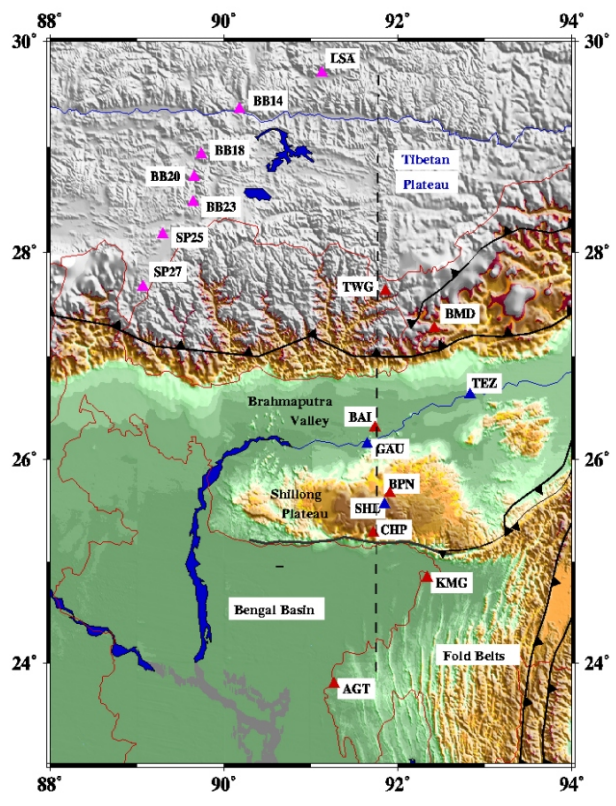 88° 90° 92° 94°
30° 30°
LSA
BB14
BB18
Tibetan
Plateau
BB20
BB23
SP25
28° 28°
SP27
TWG
BMD
TEZ
Brahmaputra
Valley
BAI
GAU
26° 26°
BPN
Shillong
Plateau
SHL
CHP
KMG
Bengal Basin
Fold Belts
24° 24°
AGT
88° 90° 92° 94°